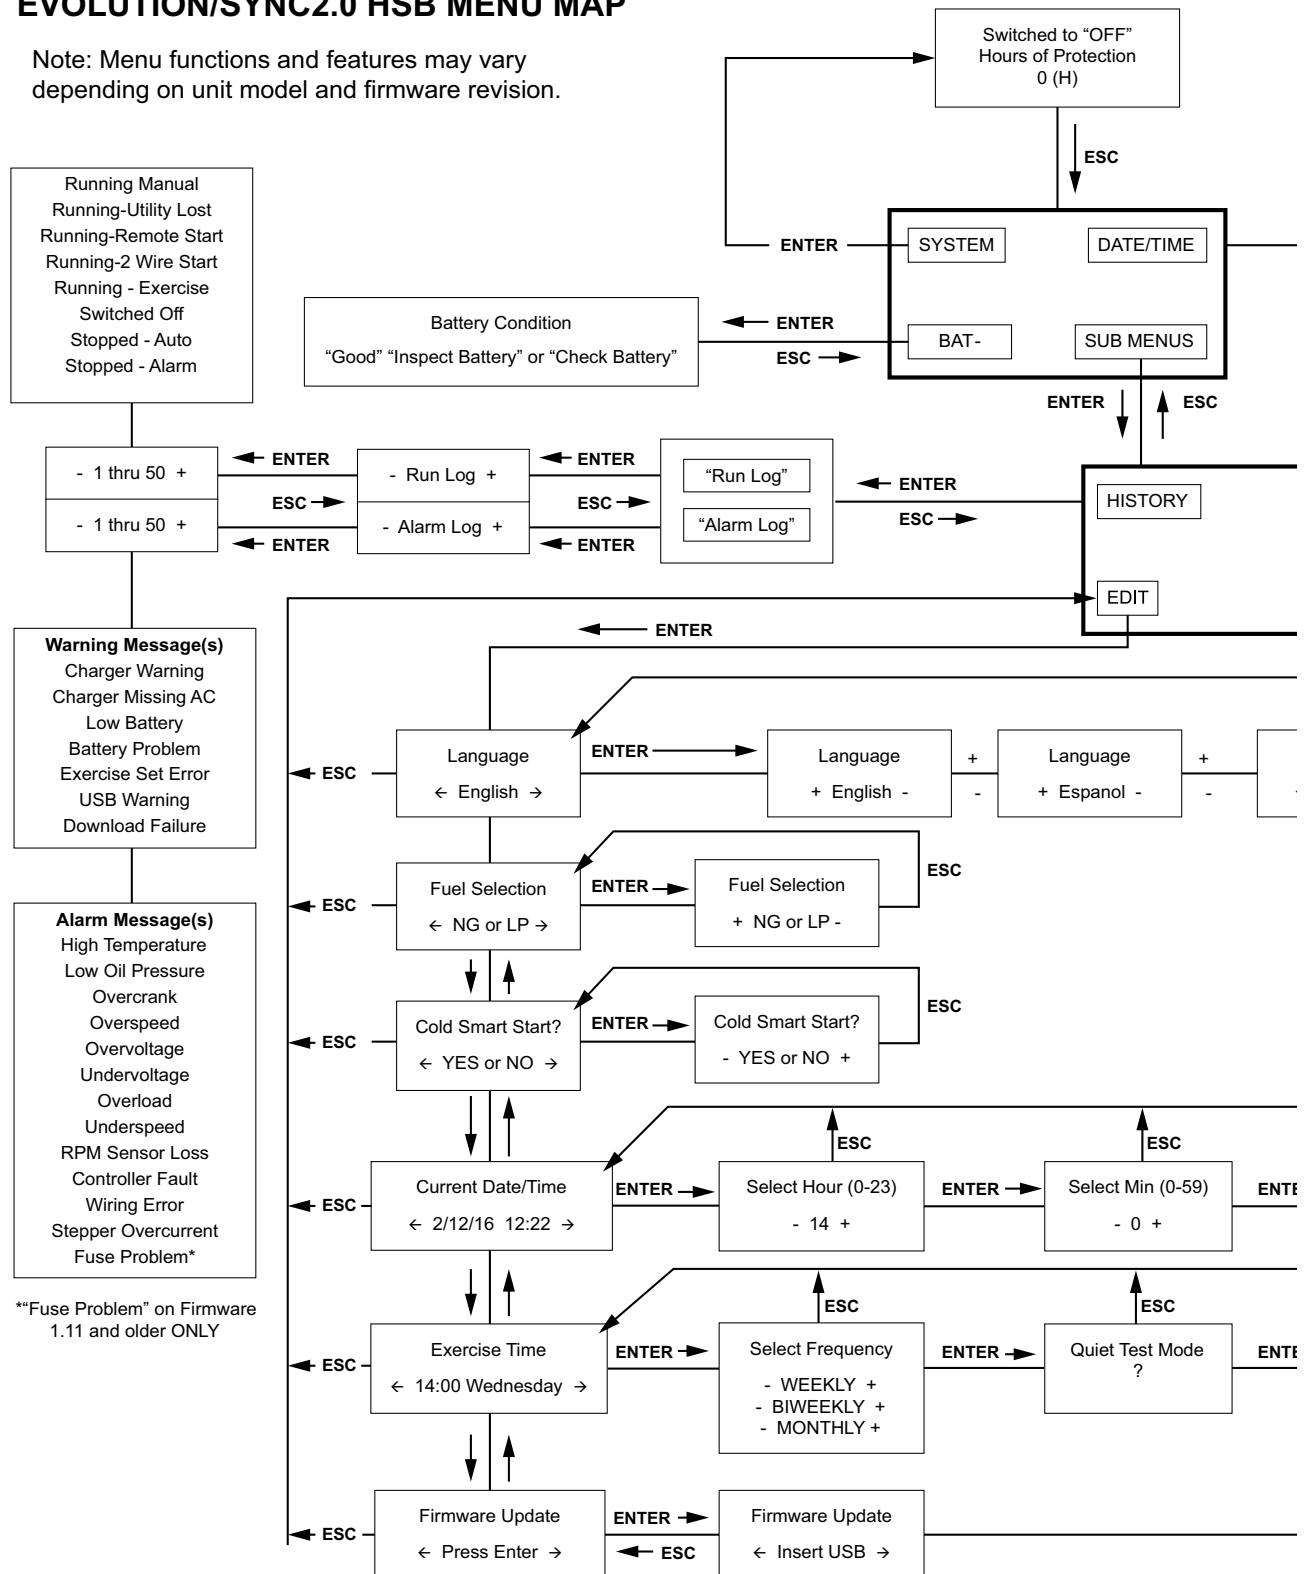 EVOLUTION/SYNC2.0 HSB MENU MAP
Note: Menu functions and features may vary
depending on unit model and firmware revision.
Switched to “OFF”
Hours of Protection
0 (H)
ESC
ENTER
SYSTEM
DATE/TIME
BAT-
SUB MENUS
Battery Condition
“Good” “Inspect Battery” or “Check Battery”
ENTER
ESC
ENTER
ESC
Running Manual
Running-Utility Lost
Running-Remote Start
Running-2 Wire Start
Running - Exercise
Switched Off
Stopped - Auto
Stopped - Alarm
- 1 thru 50 +
- 1 thru 50 +
ENTER
ESC
ENTER
- Run Log +
- Alarm Log +
ENTER
ESC
ENTER
“Run Log”
“Alarm Log”
ENTER
ESC
HISTORY
EDIT
ENTER
Warning Message(s)
Charger Warning
Charger Missing AC
Low Battery
Battery Problem
Exercise Set Error
USB Warning
Download Failure
Alarm Message(s)
High Temperature
Low Oil Pressure
Overcrank
Overspeed
Overvoltage
Undervoltage
Overload
Underspeed
RPM Sensor Loss
Controller Fault
Wiring Error
Stepper Overcurrent
Fuse Problem*
*“Fuse Problem” on Firmware
1.11 and older ONLY
ESC
Language
← English →
ENTER
Language
+ English -
+
-
Language
+ Espanol -
+
-
ESC
Fuel Selection
← NG or LP →
ENTER
Fuel Selection
+ NG or LP -
ESC
ESC
Cold Smart Start?
← YES or NO →
ENTER
Cold Smart Start?
- YES or NO +
ESC
ESC
Current Date/Time
← 2/12/16 12:22 →
ENTER
ESC
Select Hour (0-23)
- 14 +
ENTER
ESC
Select Min (0-59)
- 0 +
ENTE
ESC
Exercise Time
← 14:00 Wednesday →
ENTER
ESC
Select Frequency
- WEEKLY +
- BIWEEKLY +
- MONTHLY +
ENTER
ESC
Quiet Test Mode
?
ENTE
ESC
Firmware Update
← Press Enter →
ENTER
ESC
Firmware Update
← Insert USB →